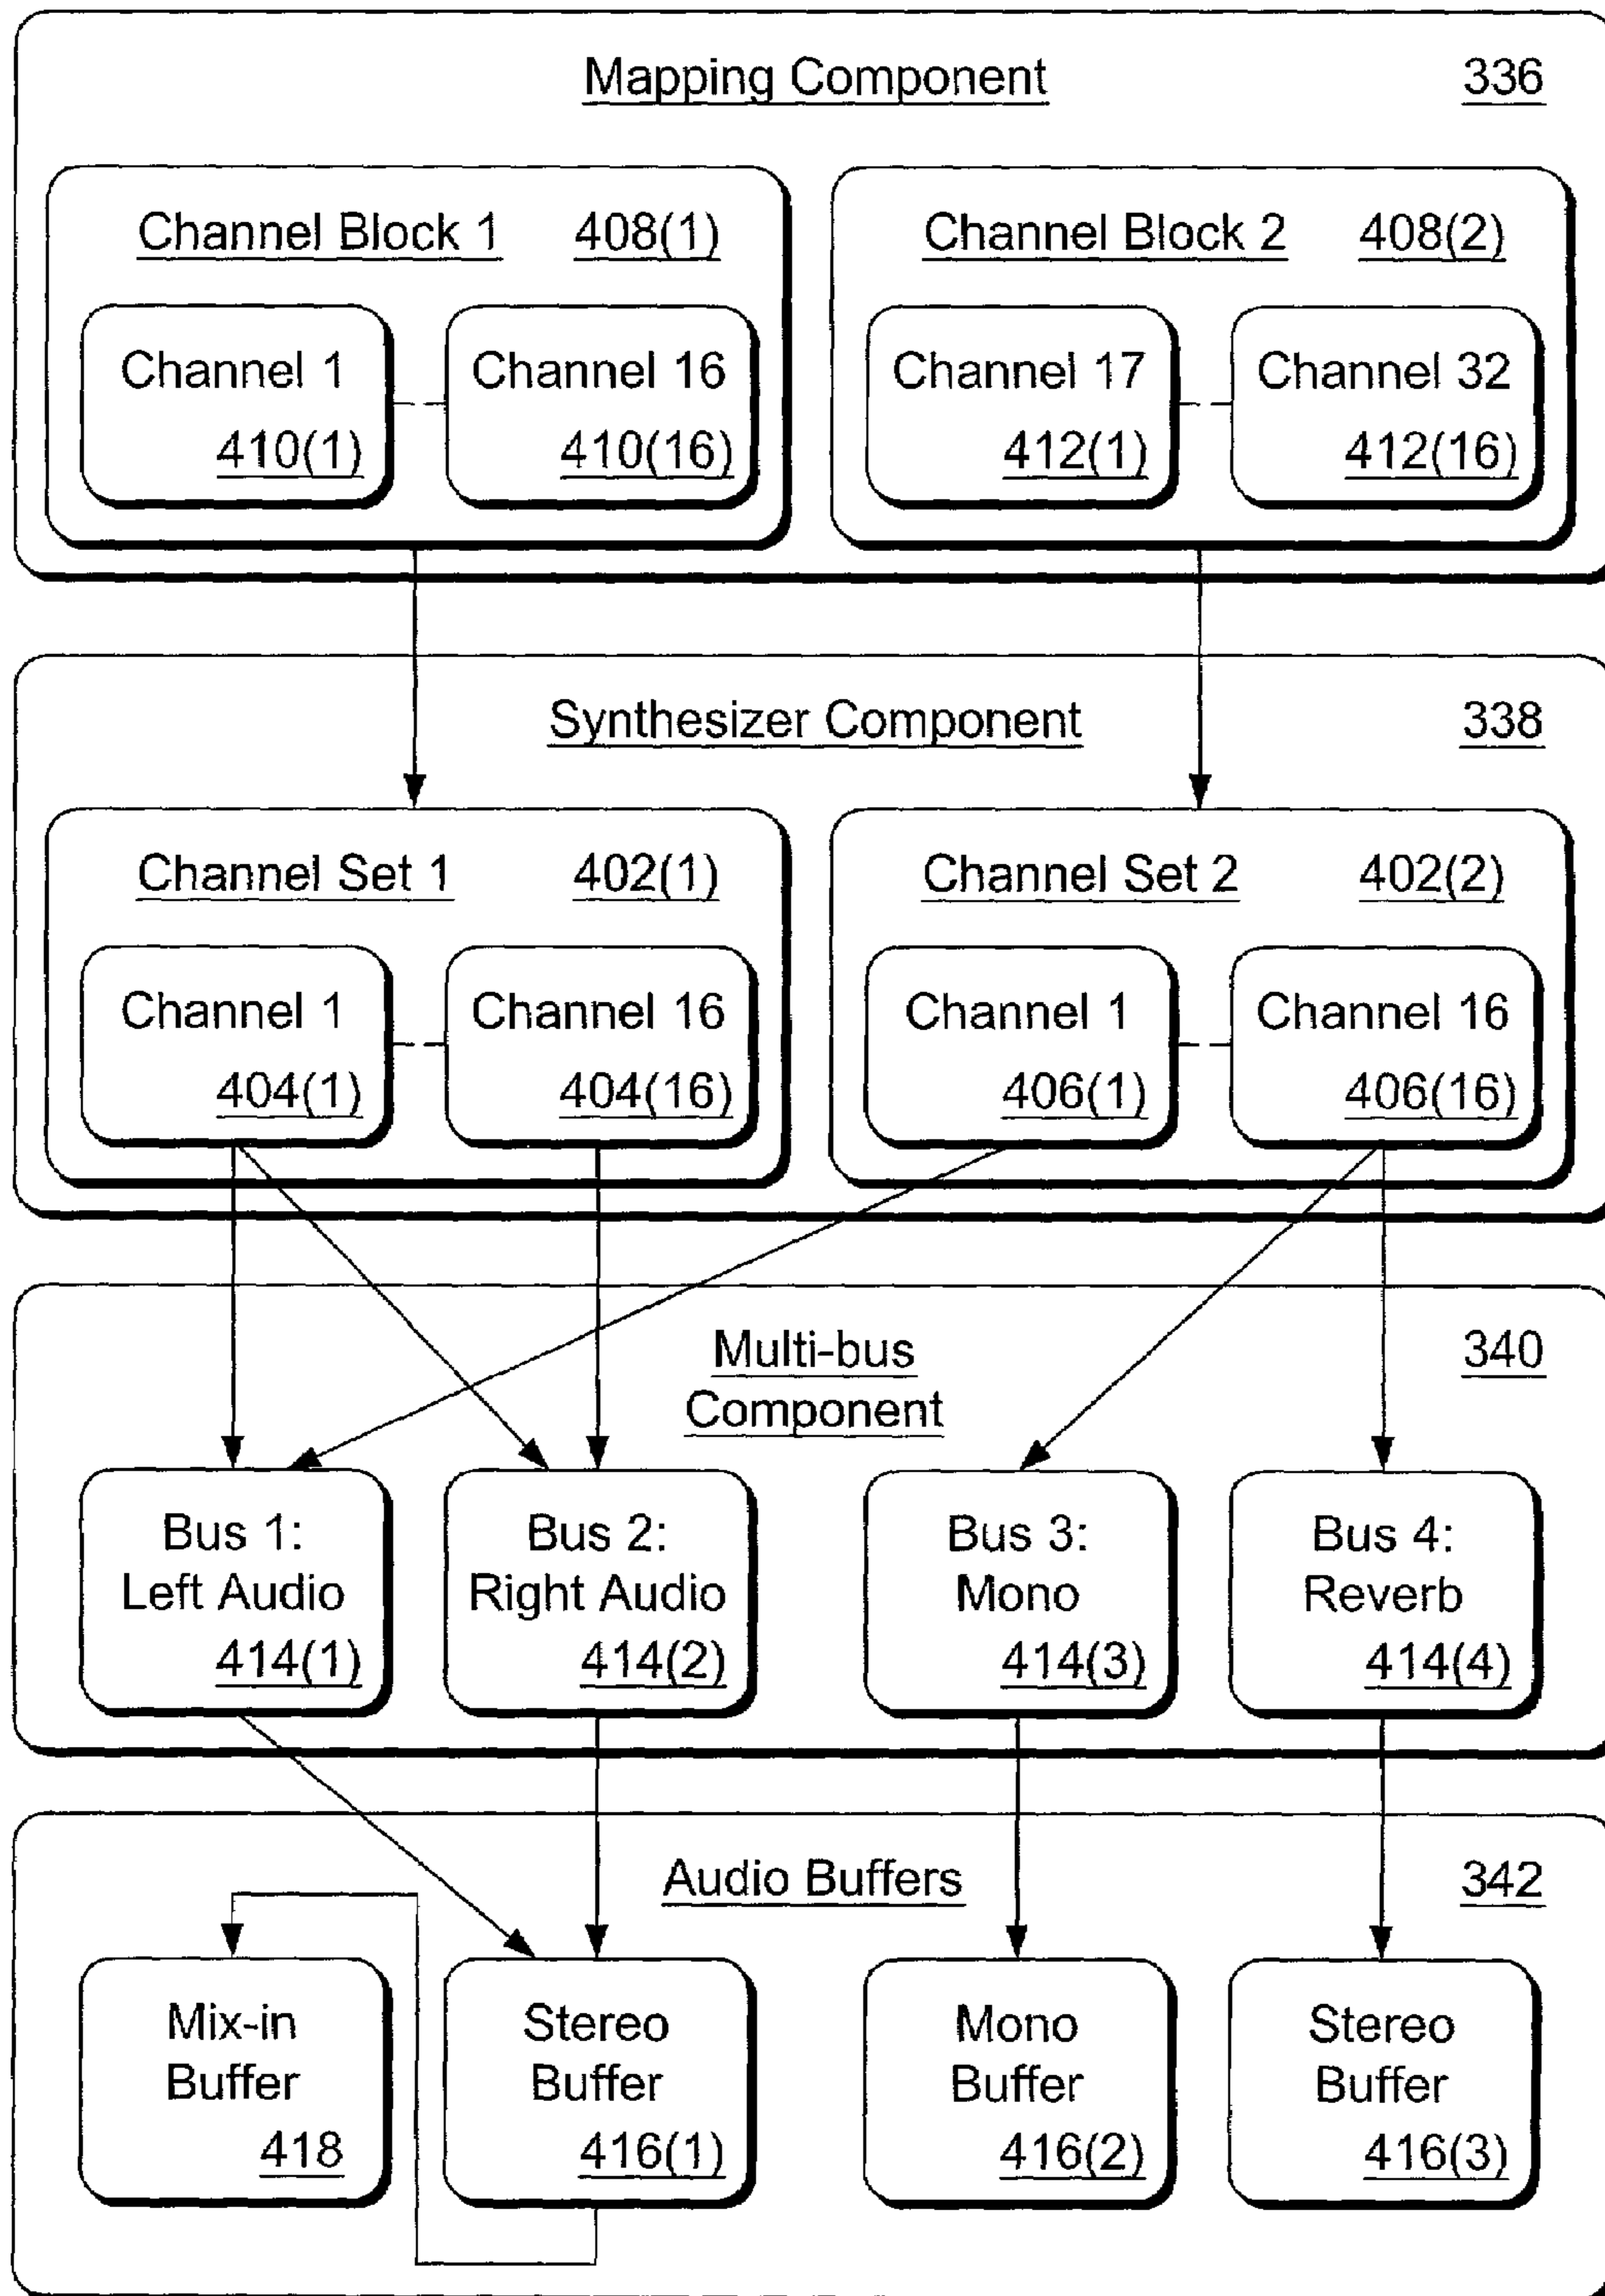 Mapping Component 336
Channel Block 1 408(1) Channel Block 2 408(2)
Channel 1 Channel 16 Channel 17 Channel 32
410(1) 410(16) 412(1) 412(16)
Synthesizer Component 338
Channel Set 1 402(1) Channel Set 2 402(2)
Channel 1 Channel 16 Channel 1 Channel 16
404(1) 404(16) 406(1) 406(16)
Multi-bus 340
Component
Bus 1: Bus 2: Bus 3: Bus 4:
Left Audio Right Audio Mono Reverb
414(1) 414(2) 414(3) 414(4)
Audio Buffers 342
Mix-in Stereo Mono Stereo
Buffer Buffer Buffer Buffer
418 416(1) 416(2) 416(3)